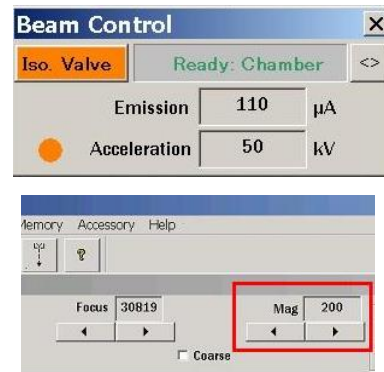 Beam Control
Iso. Valve Ready: Chamber <>
Emission 110 µA
Acceleration 50 kV
Memory Accessory Help
?
Focus 30819 Mag 200
Coarse